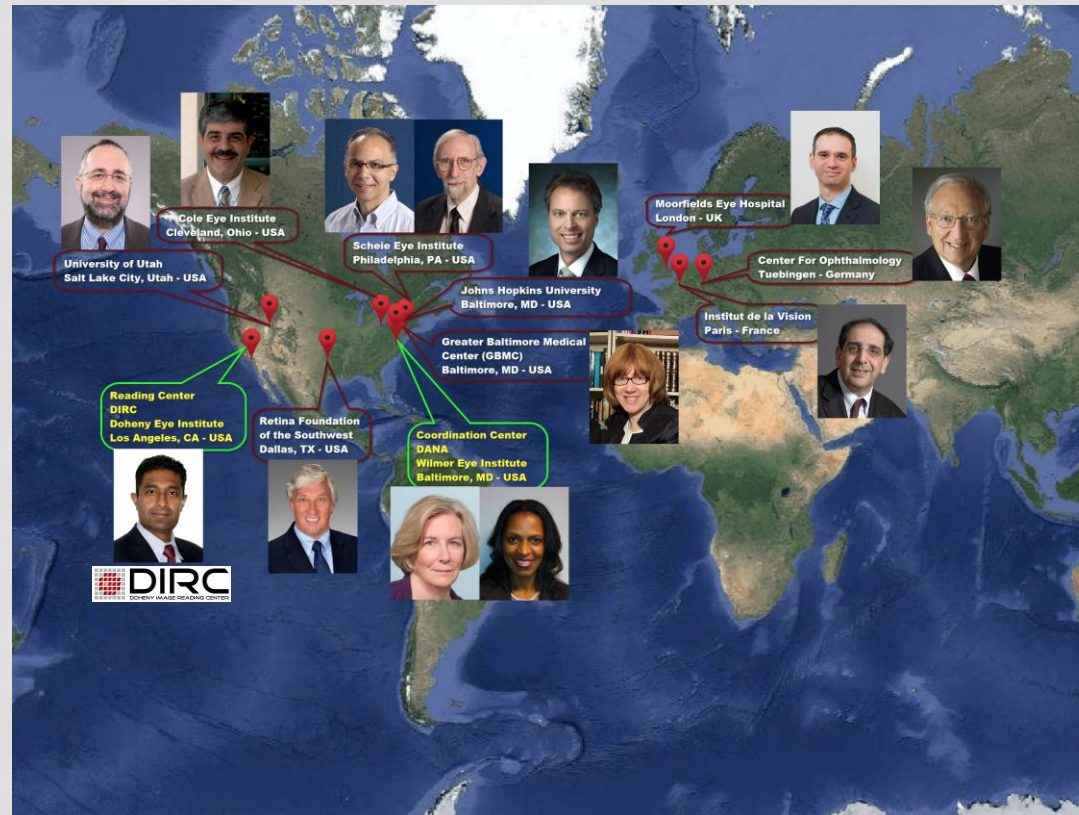 Moorfields Eye Hospital
London - UK
Cole Eye Institute
Cleveland, Ohio - USA
Scheie Eye Institute
Philadelphia, PA - USA
University of Utah
Salt Lake City, Utah - USA
Center For Ophthalmology
Tuebingen - Germany
Johns Hopkins University
Baltimore, MD - USA
Institut de la Vision
Paris - France
Greater Baltimore Medical
Center (GBMC)
Baltimore, MD - USA
Reading Center
DIRC
Doheny Eye Institute
Los Angeles, CA - USA
Retina Foundation
of the Southwest
Dallas, TX - USA
Coordination Center
DANA
Wilmer Eye Institute
Baltimore, MD - USA
DIRC
DOHENY IMAGE READING CENTER